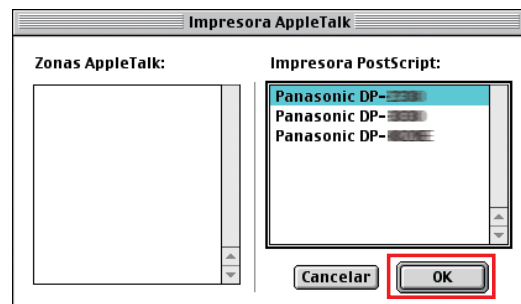 Impresora AppleTalk
Zonas AppleTalk:
Impresora PostScript:
Panasonic DP-
Panasonic DP-
Panasonic DP-
Cancelar
OK